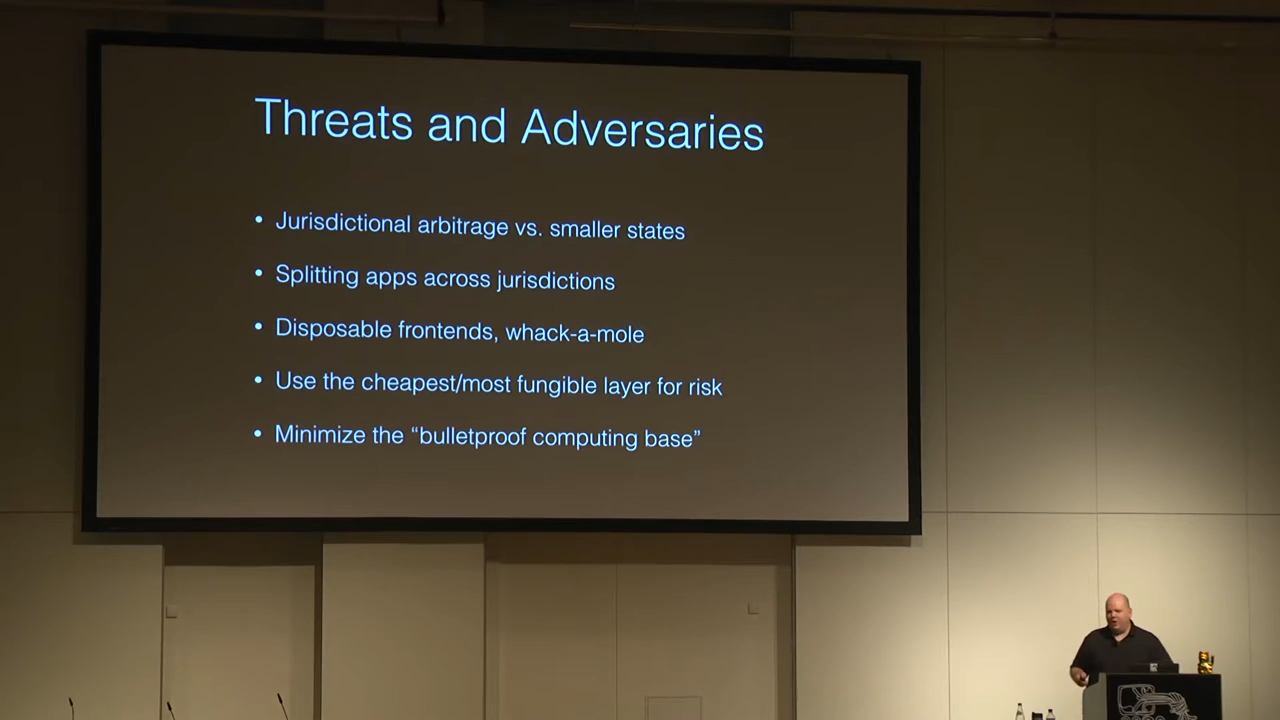 Threats and Adversaries
• Jurisdictional arbitrage vs. smaller states
• Splitting apps across jurisdictions
• Disposable frontends, whack-a-mole
• Use the cheapest/most fungible layer for risk
• Minimize the “bulletproof computing base”